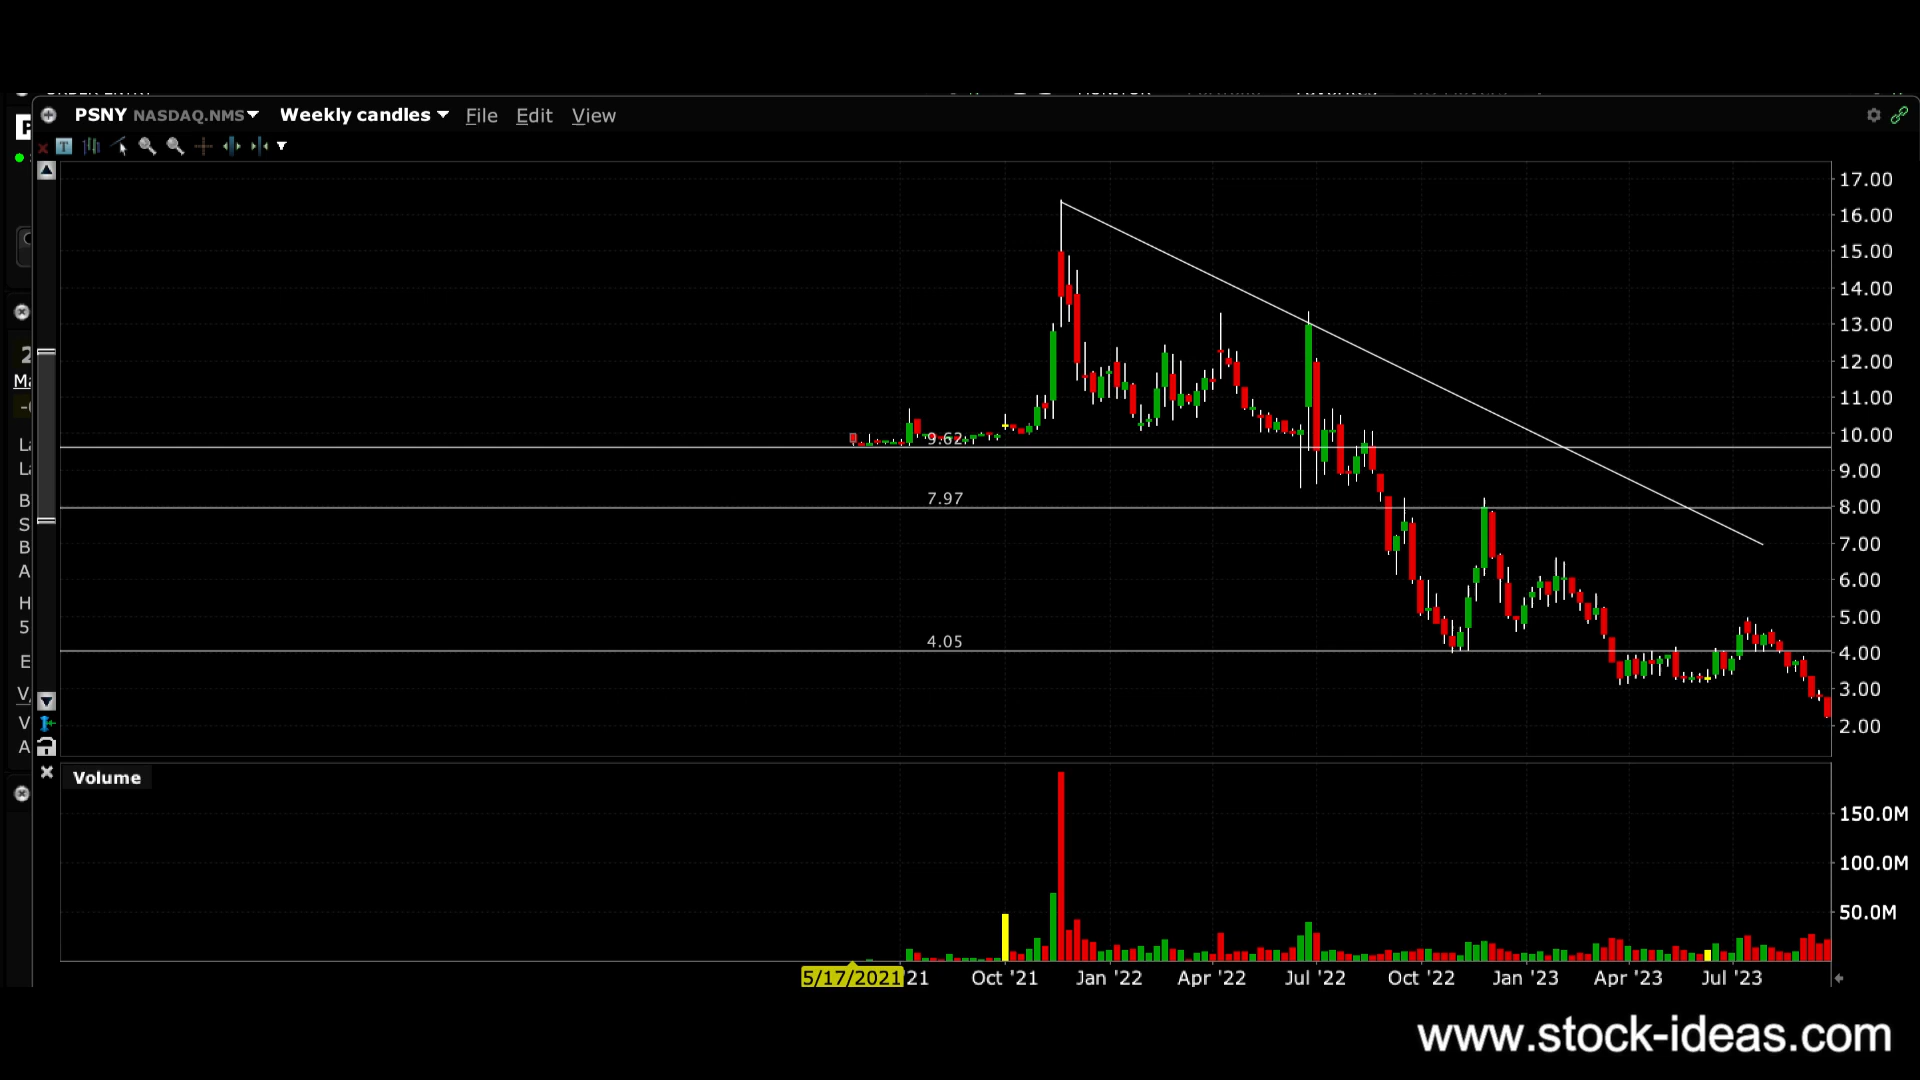 PSNY NASDAQ.NMS Weekly candles File Edit View
T
17.00
16.00
15.00
14.00
13.00
12.00
11.00
10.00
9.62
9.00
7.97
8.00
7.00
6.00
5.00
4.05
4.00
3.00
2.00
Volume
150.0M
100.0M
50.0M
5/17/2021 21 Oct '21 Jan '22 Apr '22 Jul '22 Oct '22 Jan '23 Apr '23 Jul '23
www.stock-ideas.com